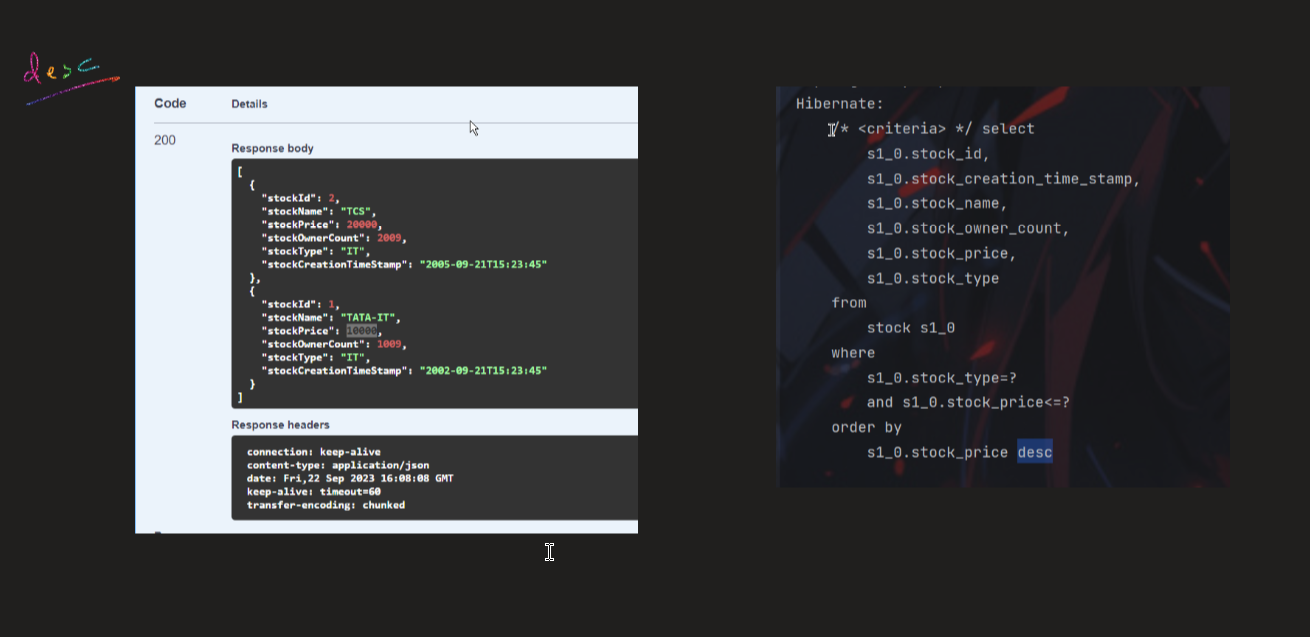 desc
Code Details
200
Response body
[
{
"stockId": 2,
"stockName": "TCS",
"stockPrice": 20000,
"stockOwnerCount": 2009,
"stockType": "IT",
"stockCreationTimeStamp": "2005-09-21T15:23:45"
},
{
"stockId": 1,
"stockName": "TATA-IT",
"stockPrice": 10000,
"stockOwnerCount": 1009,
"stockType": "IT",
"stockCreationTimeStamp": "2002-09-21T15:23:45"
}
]
Response headers
connection: keep-alive
content-type: application/json
date: Fri,22 Sep 2023 16:08:08 GMT
keep-alive: timeout=60
transfer-encoding: chunked
Hibernate:
/* <criteria> */ select
s1_0.stock_id,
s1_0.stock_creation_time_stamp,
s1_0.stock_name,
s1_0.stock_owner_count,
s1_0.stock_price,
s1_0.stock_type
from
stock s1_0
where
s1_0.stock_type=?
and s1_0.stock_price<=?
order by
s1_0.stock_price desc